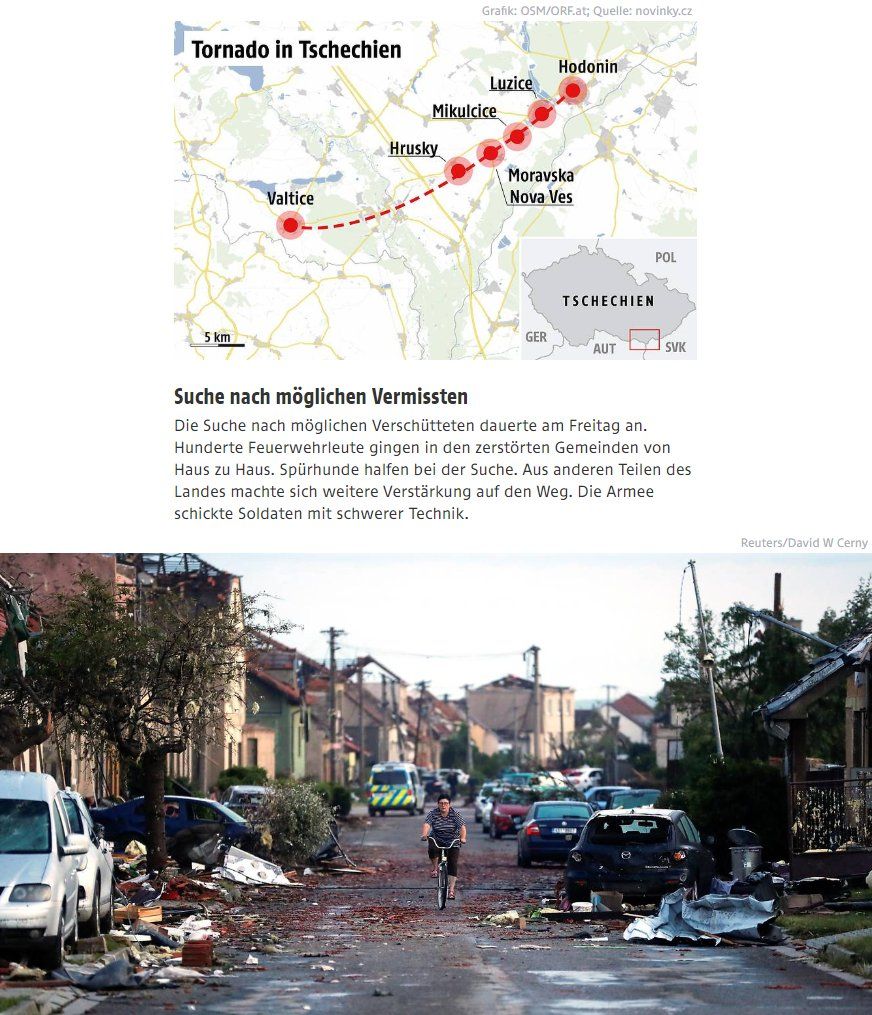 Grafik: OSM/ORF.at; Quelle: novinky.cz
Tornado in Tschechien
Hodonin
Luzice
Mikulcice
Hrusky
Moravska
Nova Ves
Valtice
POL
TSCHECHIEN
GER
AUT
SVK
5 km
Suche nach möglichen Vermissten
Die Suche nach möglichen Verschütteten dauerte am Freitag an.
Hunderte Feuerwehrleute gingen in den zerstörten Gemeinden von
Haus zu Haus. Spürhunde halfen bei der Suche. Aus anderen Teilen des
Landes machte sich weitere Verstärkung auf den Weg. Die Armee
schickte Soldaten mit schwerer Technik.
Reuters/David W Cerny